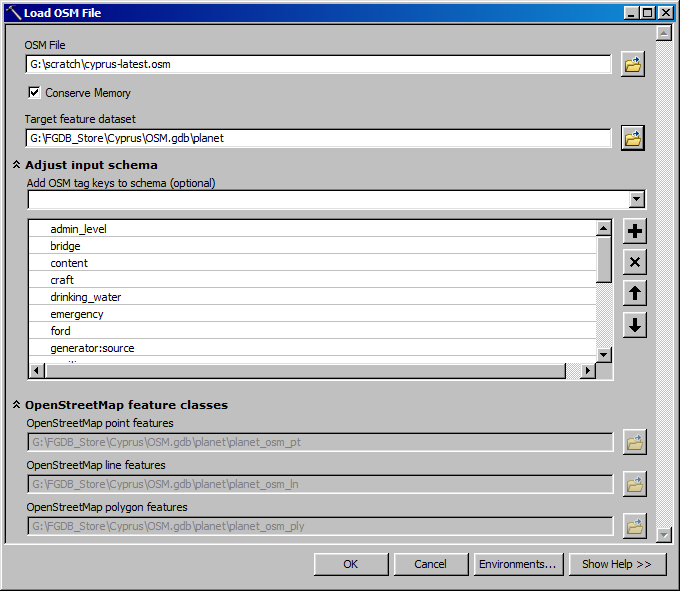 Load OSM File
OSM File
G:\scratch\cyprus-latest.osm
Conserve Memory
Target feature dataset
G:\FGDB_Store\Cyprus\OSM.gdb\planet
Adjust input schema
Add OSM tag keys to schema (optional)
admin_level
bridge
content
craft
drinking_water
emergency
ford
generator:source
OpenStreetMap feature classes
OpenStreetMap point features
G:\FGDB_Store\Cyprus\OSM.gdb\planet\planet_osm_pt
OpenStreetMap line features
G:\FGDB_Store\Cyprus\OSM.gdb\planet\planet_osm_ln
OpenStreetMap polygon features
G:\FGDB_Store\Cyprus\OSM.gdb\planet\planet_osm_ply
OK Cancel Environments... Show Help >>